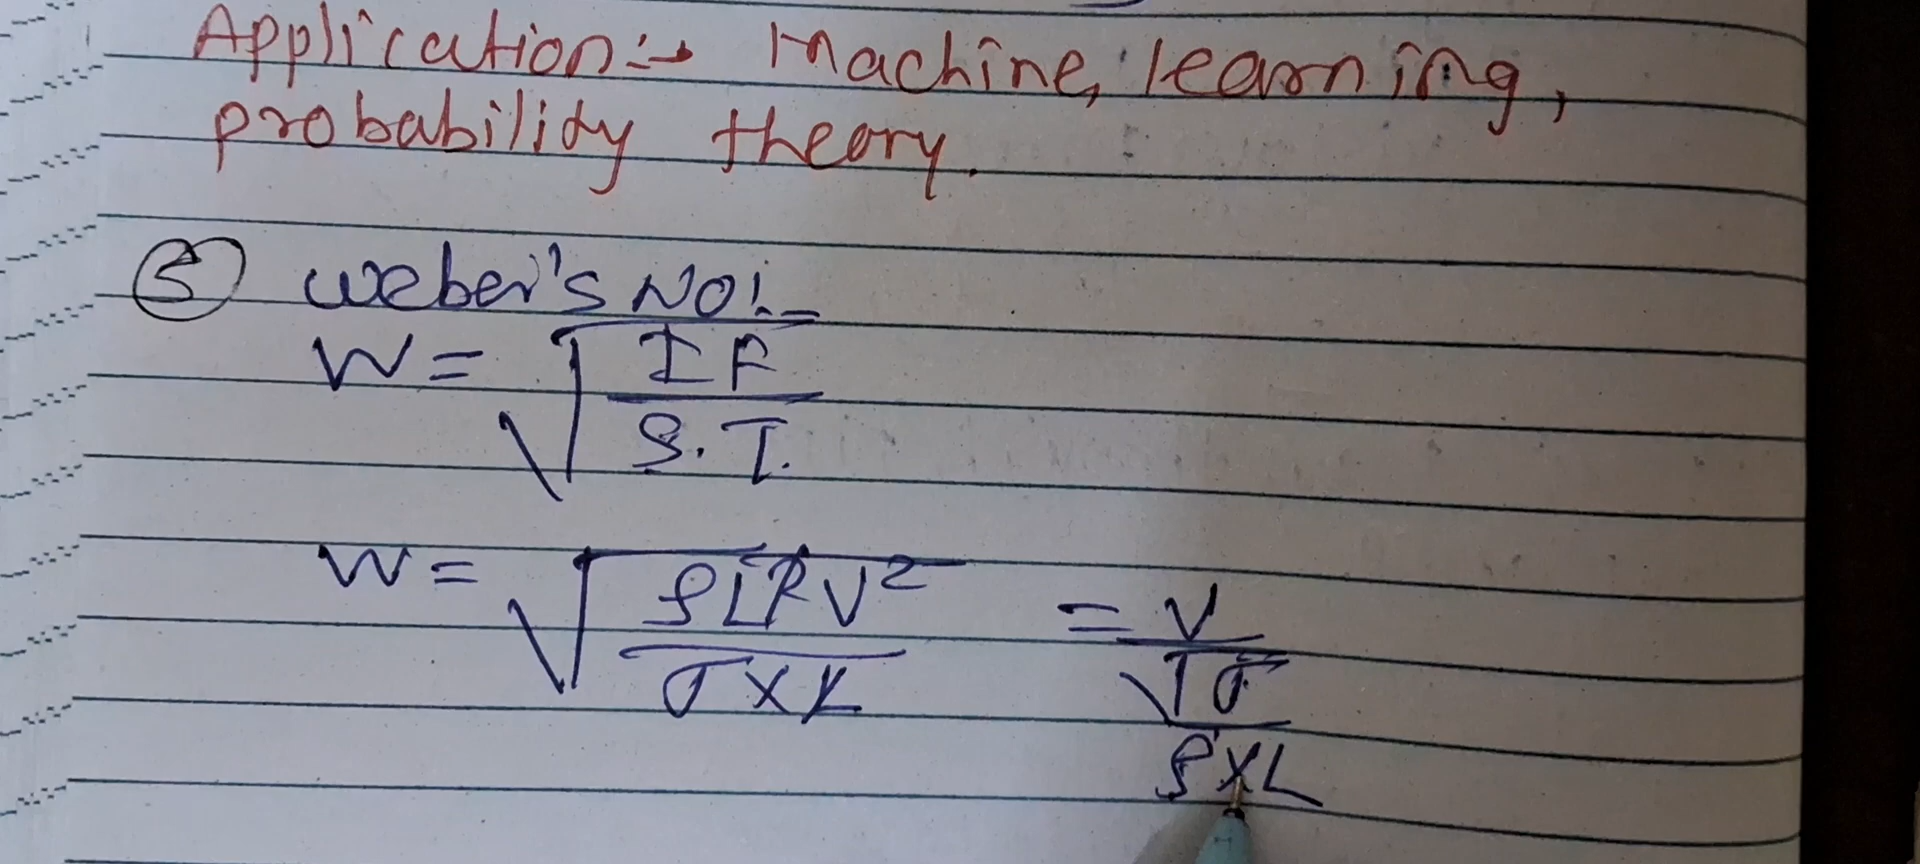 Application:→ Machine, learning,
probability theory.
⑤ Weber's NO:-
W = √(I F / S.T.)
W = √(ρL²V² / σ×L) = V / √(σ / ρ×L)